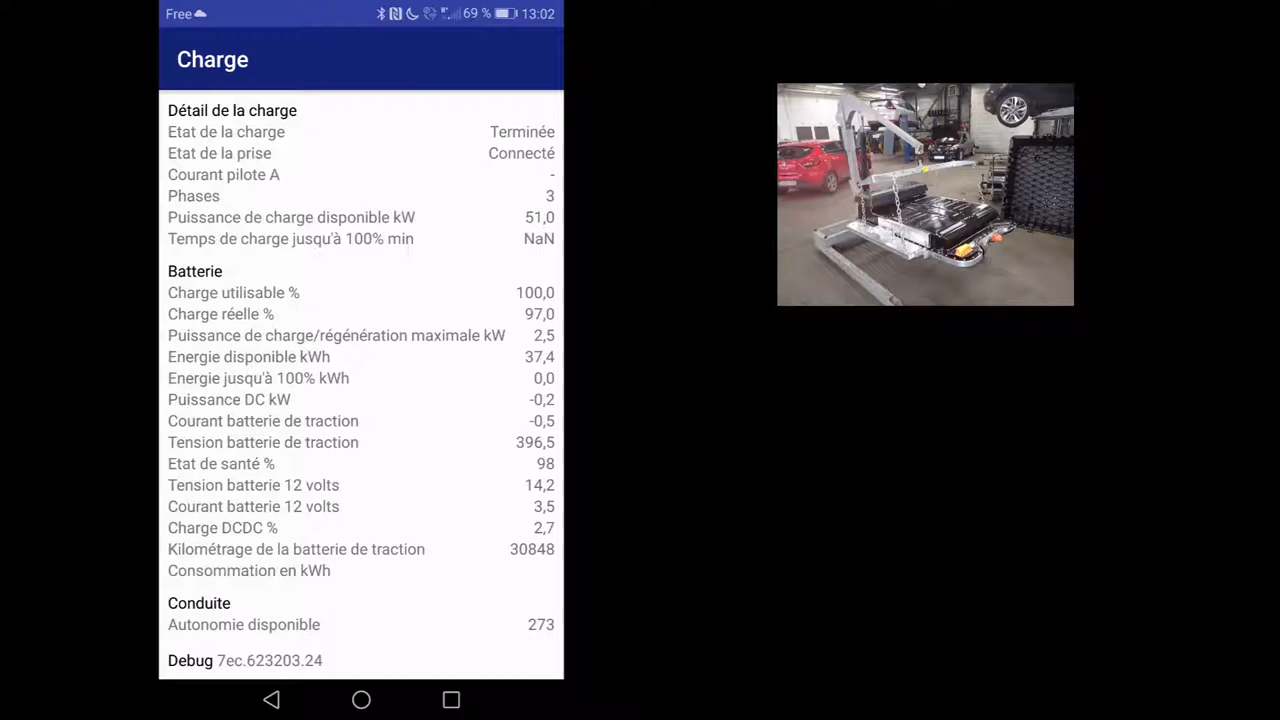 Free 69 % 13:02
Charge
Détail de la charge
Etat de la charge Terminée
Etat de la prise Connecté
Courant pilote A -
Phases 3
Puissance de charge disponible kW 51,0
Temps de charge jusqu'à 100% min NaN
Batterie
Charge utilisable % 100,0
Charge réelle % 97,0
Puissance de charge/régénération maximale kW 2,5
Energie disponible kWh 37,4
Energie jusqu'à 100% kWh 0,0
Puissance DC kW -0,2
Courant batterie de traction -0,5
Tension batterie de traction 396,5
Etat de santé % 98
Tension batterie 12 volts 14,2
Courant batterie 12 volts 3,5
Charge DCDC % 2,7
Kilométrage de la batterie de traction 30848
Consommation en kWh
Conduite
Autonomie disponible 273
Debug 7ec.623203.24